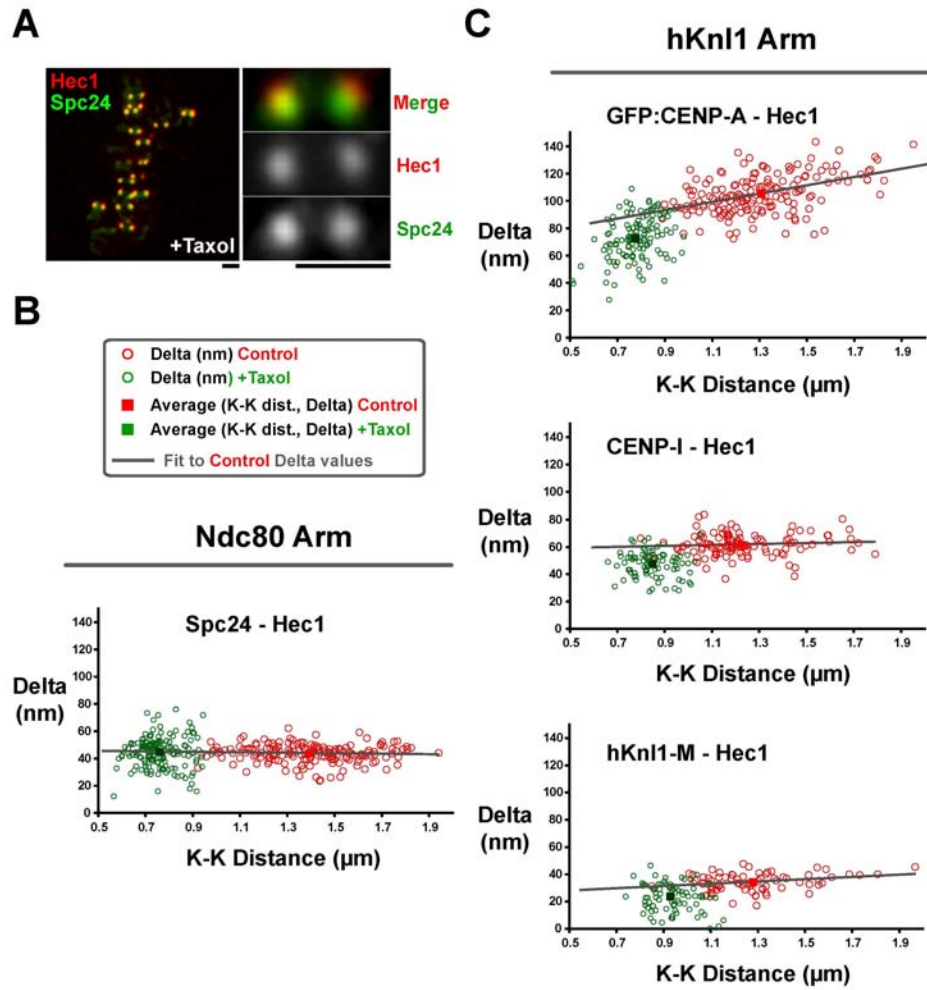 A
Hec1
Spc24
+Taxol
Merge
Hec1
Spc24
B
Delta (nm) Control
Delta (nm) +Taxol
Average (K-K dist., Delta) Control
Average (K-K dist., Delta) +Taxol
Fit to Control Delta values
Ndc80 Arm
Spc24 - Hec1
Delta
(nm)
140
120
100
80
60
40
20
0
0.5 0.7 0.9 1.1 1.3 1.5 1.7 1.9
K-K Distance (µm)
C
hKnl1 Arm
GFP:CENP-A - Hec1
Delta
(nm)
140
120
100
80
60
40
20
0
0.5 0.7 0.9 1.1 1.3 1.5 1.7 1.9
K-K Distance (µm)
CENP-I - Hec1
Delta
(nm)
140
120
100
80
60
40
20
0
0.5 0.7 0.9 1.1 1.3 1.5 1.7 1.9
K-K Distance (µm)
hKnl1-M - Hec1
Delta
(nm)
140
120
100
80
60
40
20
0
0.5 0.7 0.9 1.1 1.3 1.5 1.7 1.9
K-K Distance (µm)